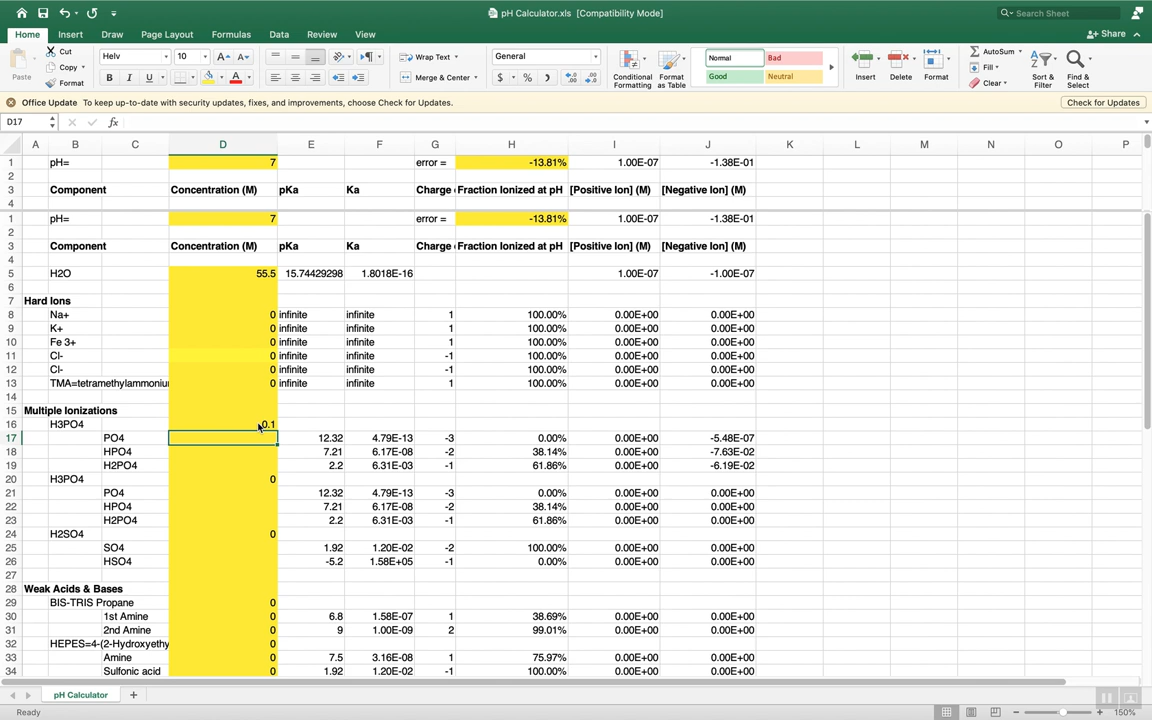 pH Calculator.xls [Compatibility Mode]
Search Sheet
Home Insert Draw Page Layout Formulas Data Review View
Share
Paste
Cut
Copy
Format
Helv 10 A A
B I U A
Wrap Text
Merge & Center
General
$ % )
Conditional Formatting
Format as Table
Normal Bad
Good Neutral
Insert Delete Format
AutoSum
Fill
Clear
Sort & Filter
Find & Select
Office Update To keep up-to-date with security updates, fixes, and improvements, choose Check for Updates.
Check for Updates
D17 fx
A B C D E F G H I J K L M N O P
1 pH= 7 error = -13.81% 1.00E-07 -1.38E-01
2
3 Component Concentration (M) pKa Ka Charge Fraction Ionized at pH [Positive Ion] (M) [Negative Ion] (M)
4
1 pH= 7 error = -13.81% 1.00E-07 -1.38E-01
2
3 Component Concentration (M) pKa Ka Charge Fraction Ionized at pH [Positive Ion] (M) [Negative Ion] (M)
4
5 H2O 55.5 15.74429298 1.8018E-16 1.00E-07 -1.00E-07
6
7 Hard Ions
8 Na+ 0 infinite infinite 1 100.00% 0.00E+00 0.00E+00
9 K+ 0 infinite infinite 1 100.00% 0.00E+00 0.00E+00
10 Fe 3+ 0 infinite infinite 1 100.00% 0.00E+00 0.00E+00
11 Cl- 0 infinite infinite -1 100.00% 0.00E+00 0.00E+00
12 Cl- 0 infinite infinite -1 100.00% 0.00E+00 0.00E+00
13 TMA=tetramethylammoniu 0 infinite infinite 1 100.00% 0.00E+00 0.00E+00
14
15 Multiple Ionizations
16 H3PO4 0.1
17 PO4 12.32 4.79E-13 -3 0.00% 0.00E+00 -5.48E-07
18 HPO4 7.21 6.17E-08 -2 38.14% 0.00E+00 -7.63E-02
19 H2PO4 2.2 6.31E-03 -1 61.86% 0.00E+00 -6.19E-02
20 H3PO4 0
21 PO4 12.32 4.79E-13 -3 0.00% 0.00E+00 0.00E+00
22 HPO4 7.21 6.17E-08 -2 38.14% 0.00E+00 0.00E+00
23 H2PO4 2.2 6.31E-03 -1 61.86% 0.00E+00 0.00E+00
24 H2SO4 0
25 SO4 1.92 1.20E-02 -2 100.00% 0.00E+00 0.00E+00
26 HSO4 -5.2 1.58E+05 -1 0.00% 0.00E+00 0.00E+00
27
28 Weak Acids & Bases
29 BIS-TRIS Propane 0
30 1st Amine 6.8 1.58E-07 1 38.69% 0.00E+00 0.00E+00
31 2nd Amine 9 1.00E-09 2 99.01% 0.00E+00 0.00E+00
32 HEPES=4-(2-Hydroxyethy 0
33 Amine 7.5 3.16E-08 1 75.97% 0.00E+00 0.00E+00
34 Sulfonic acid 1.92 1.20E-02 -1 100.00% 0.00E+00 0.00E+00
pH Calculator +
Ready
150%